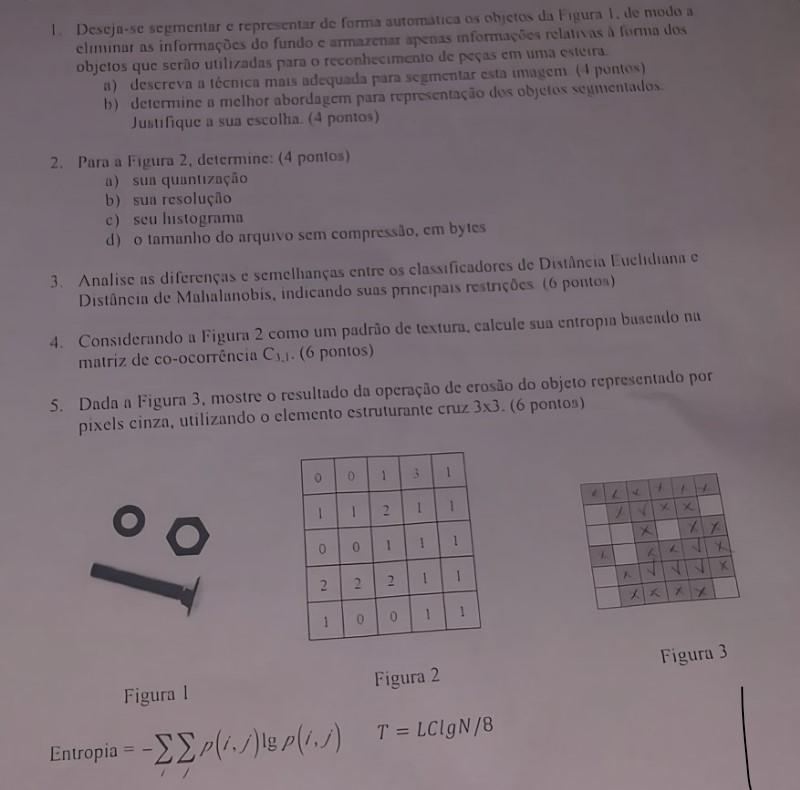 1. Deseja-se segmentar e representar de forma automática os objetos da Figura 1, de modo a
eliminar as informações do fundo e armazenar apenas informações relativas à forma dos
objetos que serão utilizadas para o reconhecimento de peças em uma esteira.
a) descreva a técnica mais adequada para segmentar esta imagem. (4 pontos)
b) determine a melhor abordagem para representação dos objetos segmentados.
Justifique a sua escolha. (4 pontos)
2. Para a Figura 2, determine: (4 pontos)
a) sua quantização
b) sua resolução
c) seu histograma
d) o tamanho do arquivo sem compressão, em bytes
3. Analise as diferenças e semelhanças entre os classificadores de Distância Euclidiana e
Distância de Mahalanobis, indicando suas principais restrições. (6 pontos)
4. Considerando a Figura 2 como um padrão de textura, calcule sua entropia baseado na
matriz de co-ocorrência C3,1. (6 pontos)
5. Dada a Figura 3, mostre o resultado da operação de erosão do objeto representado por
pixels cinza, utilizando o elemento estruturante cruz 3x3. (6 pontos)
0 0 1 3 1
1 1 2 1 1
0 0 1 1 1
2 2 2 1 1
1 0 0 1 1
Figura 1
Figura 2
Figura 3
Entropia = -∑∑p(i,j)lg p(i,j)
i j
T = LClgN/8